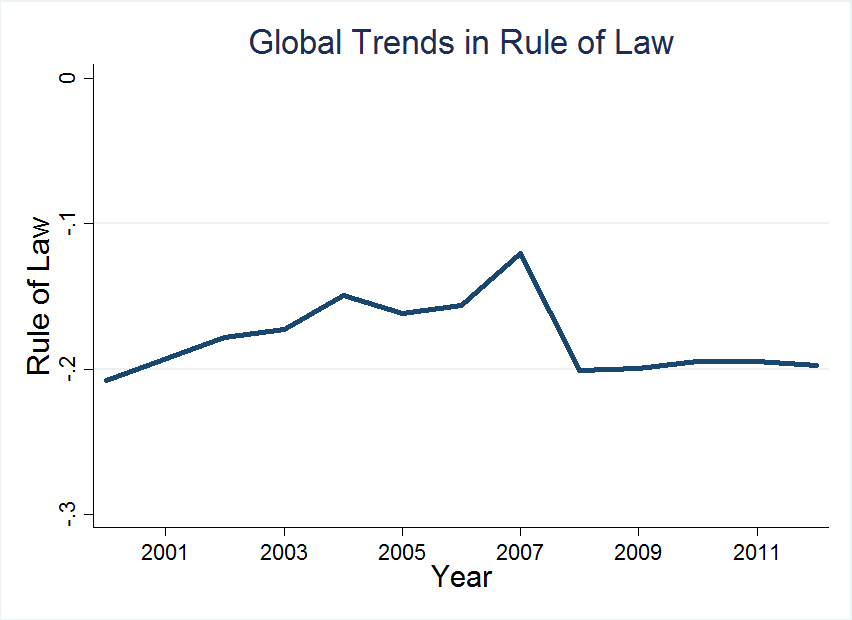 Global Trends in Rule of Law
0
-.1
-.2
-.3
Rule of Law
2001 2003 2005 2007 2009 2011
Year